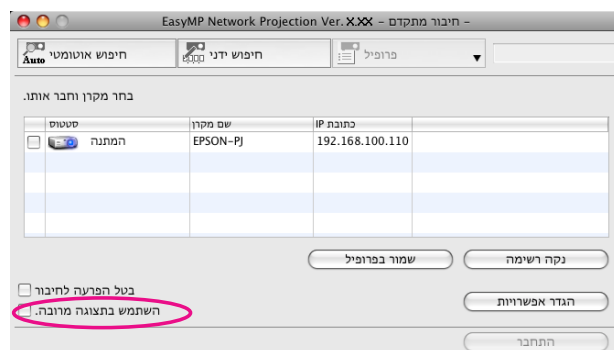 EasyMP Network Projection Ver. X.XX – חיבור מתקדם –
Auto חיפוש אוטומטי חיפוש ידני פרופיל
בחר מקרן וחבר אותו.
סטטוס שם מקרן כתובת IP
המתנה EPSON-PJ 192.168.100.110
שמור בפרופיל נקה רשימה
בטל הפרעה לחיבור
השתמש בתצוגה מרובה.
הגדר אפשרויות
התחבר